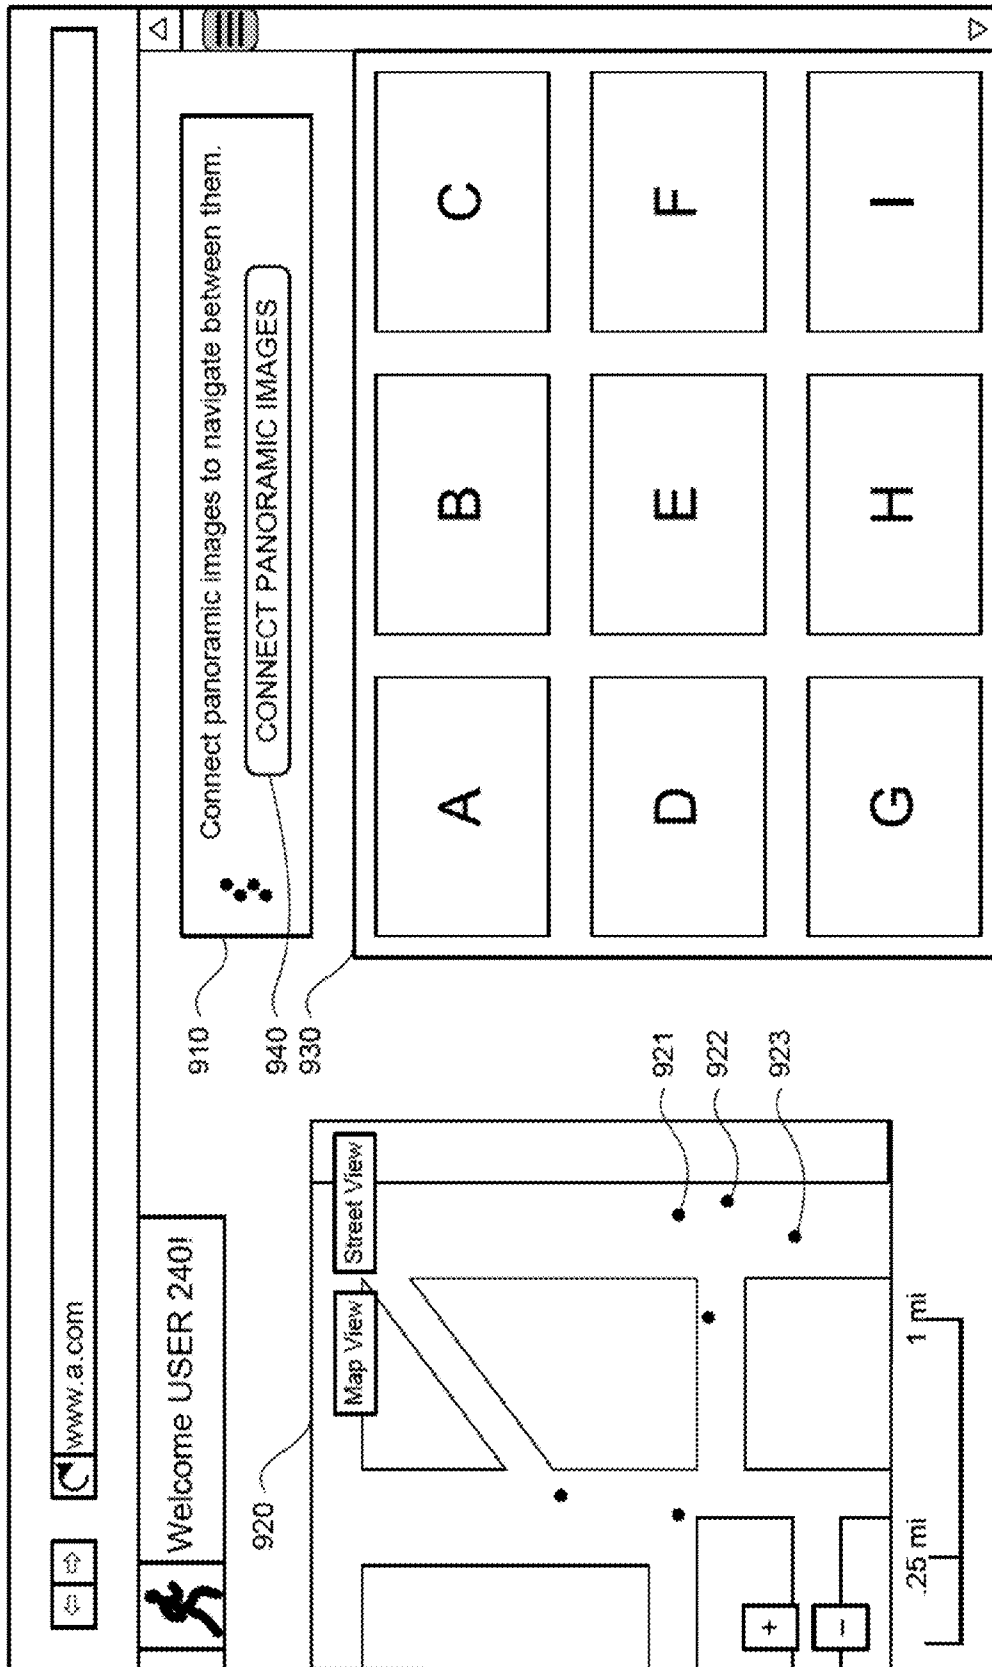 www.a.com
Welcome USER 240!
910
Connect panoramic images to navigate between them.
940
CONNECT PANORAMIC IMAGES
930
920
Map View
Street View
921
922
923
+
-
.25 mi
1 mi
A
B
C
D
E
F
G
H
I